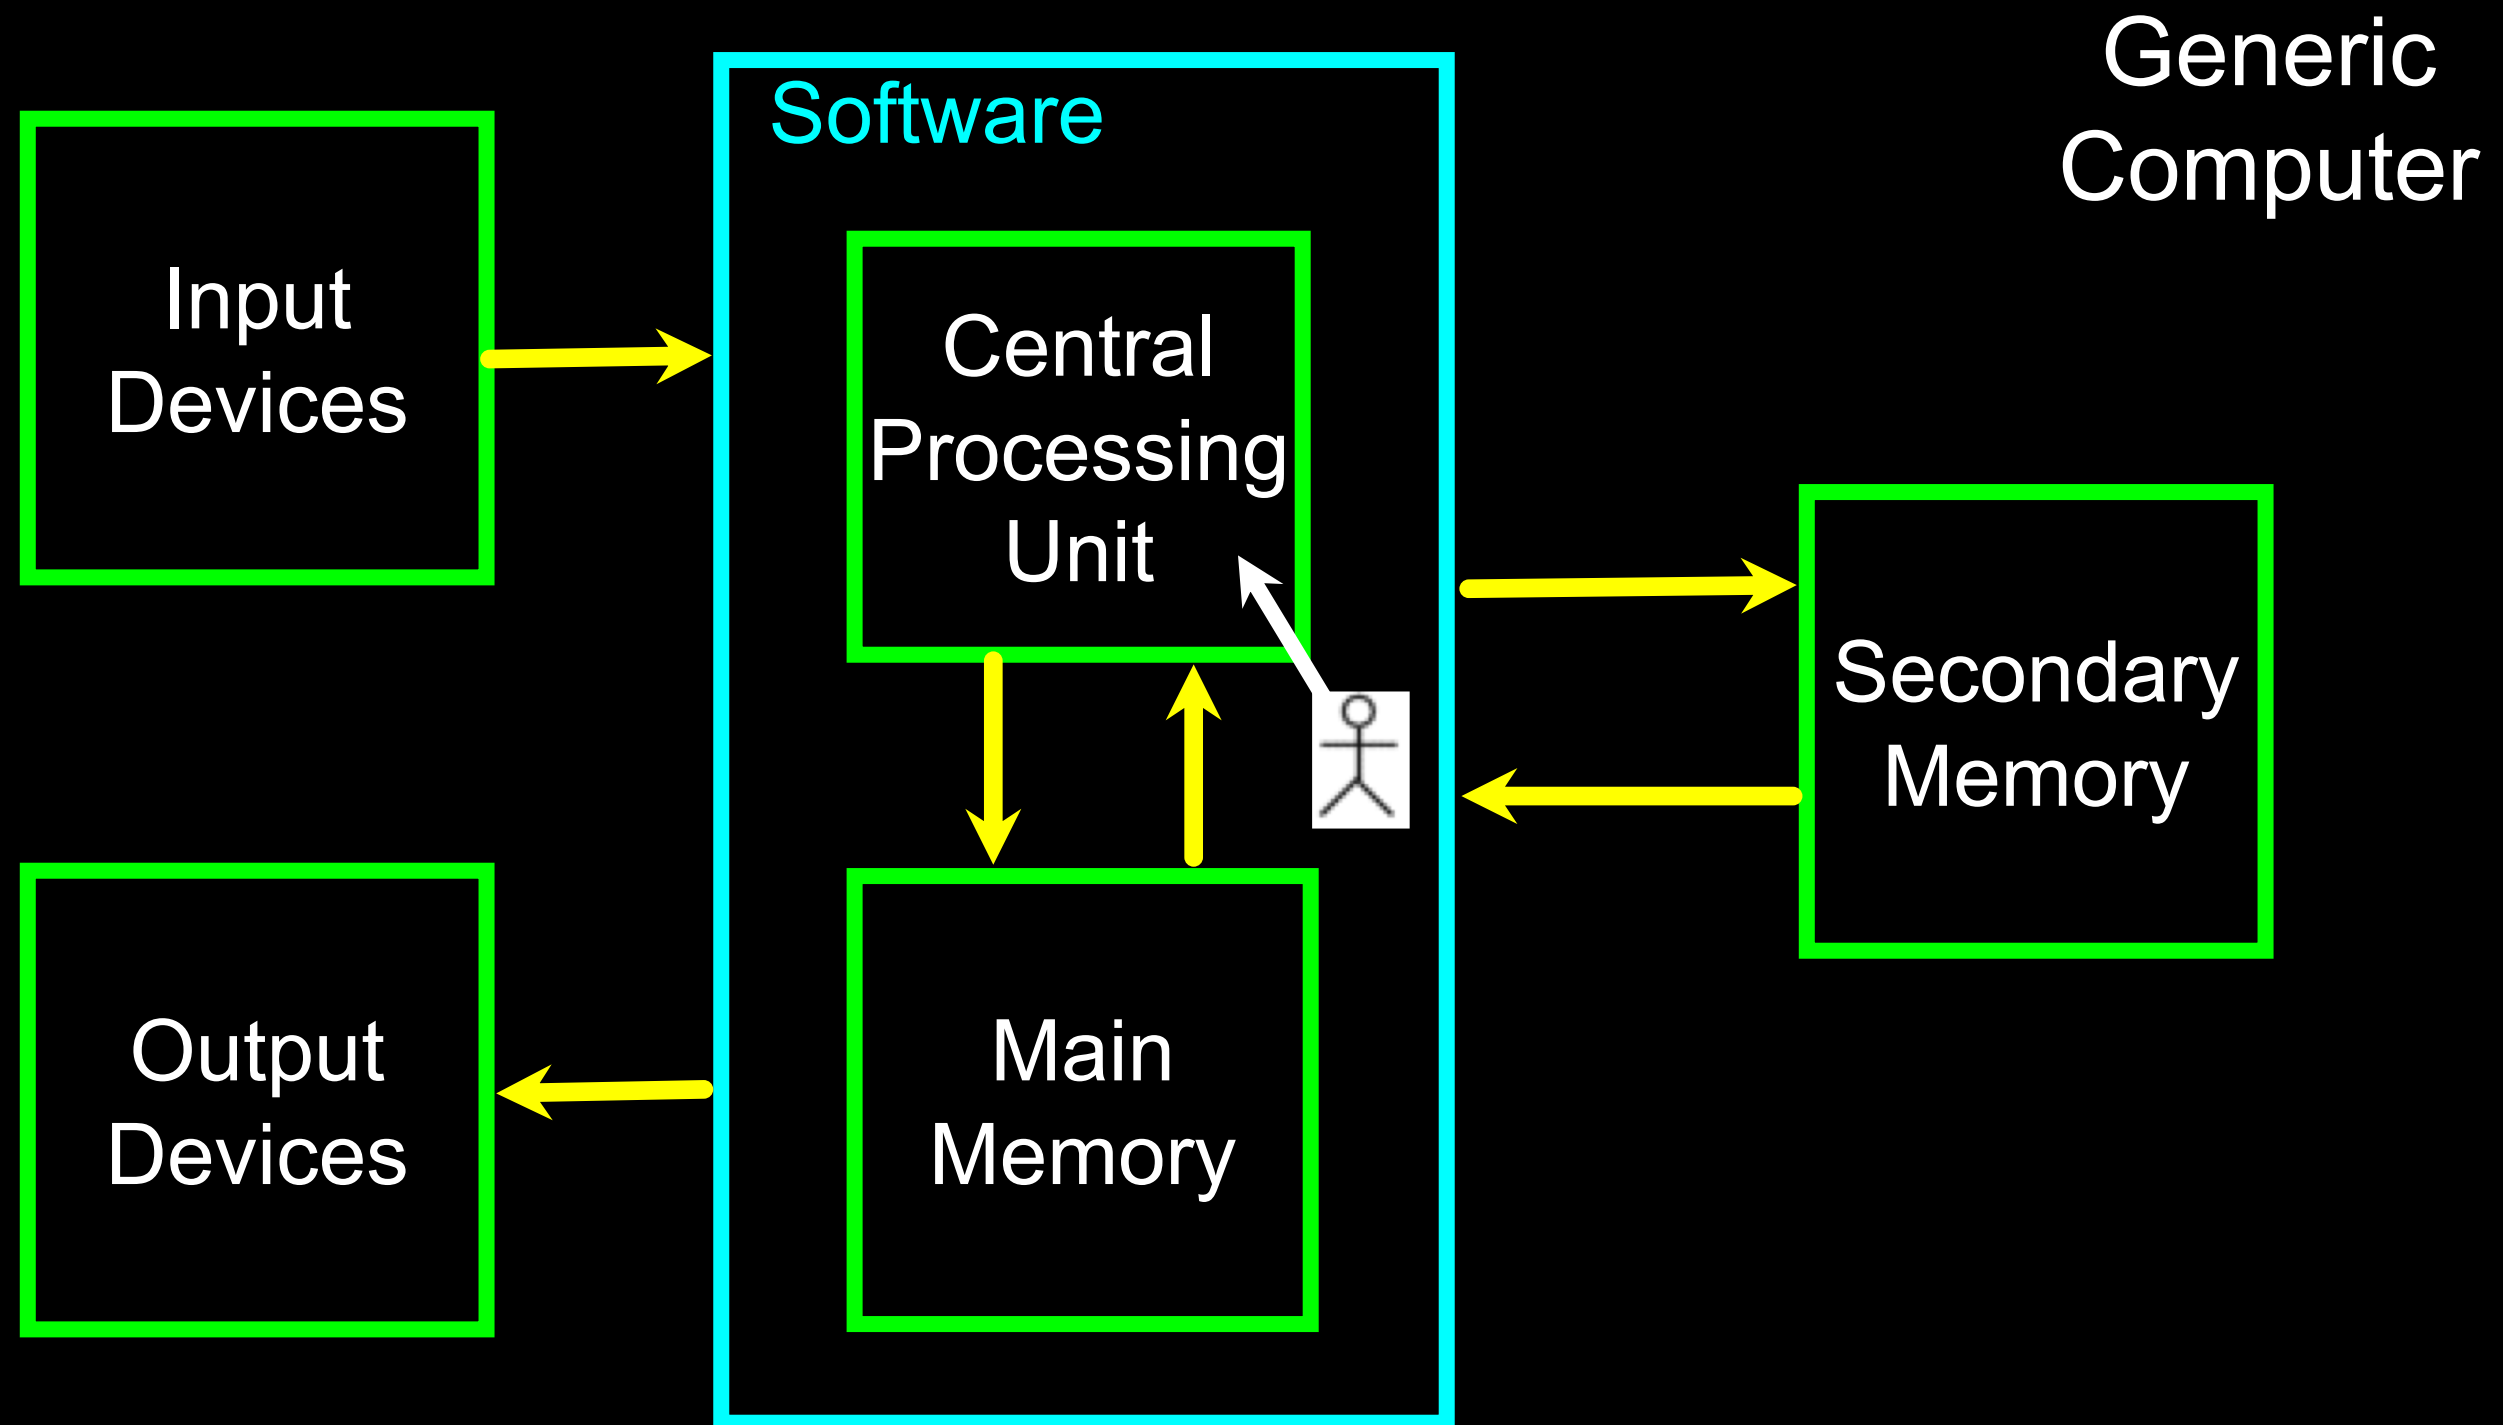 Generic
Computer
Software
Input
Devices
Central
Processing
Unit
Secondary
Memory
Output
Devices
Main
Memory